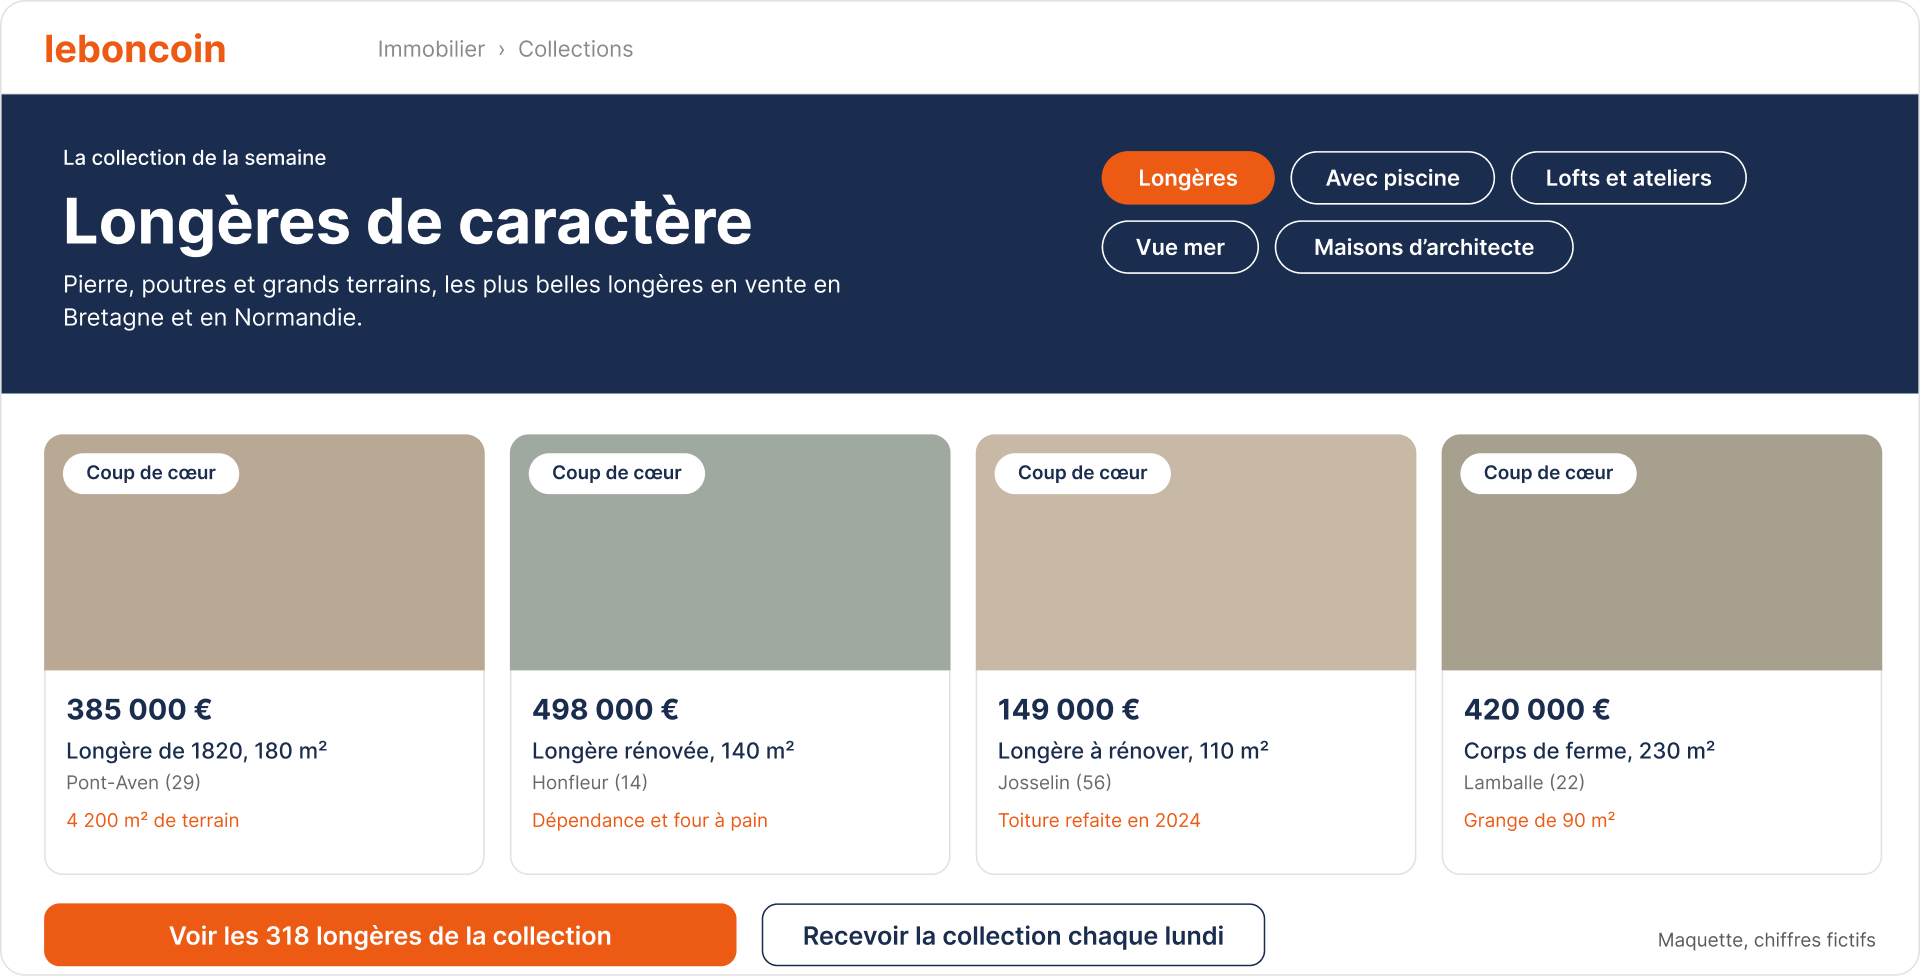 leboncoin
Immobilier › Collections
La collection de la semaine
Longères de caractère
Pierre, poutres et grands terrains, les plus belles longères en vente en
Bretagne et en Normandie.
Longères
Avec piscine
Lofts et ateliers
Vue mer
Maisons d’architecte
Coup de cœur
385 000 €
Longère de 1820, 180 m²
Pont-Aven (29)
4 200 m² de terrain
Coup de cœur
498 000 €
Longère rénovée, 140 m²
Honfleur (14)
Dépendance et four à pain
Coup de cœur
149 000 €
Longère à rénover, 110 m²
Josselin (56)
Toiture refaite en 2024
Coup de cœur
420 000 €
Corps de ferme, 230 m²
Lamballe (22)
Grange de 90 m²
Voir les 318 longères de la collection
Recevoir la collection chaque lundi
Maquette, chiffres fictifs